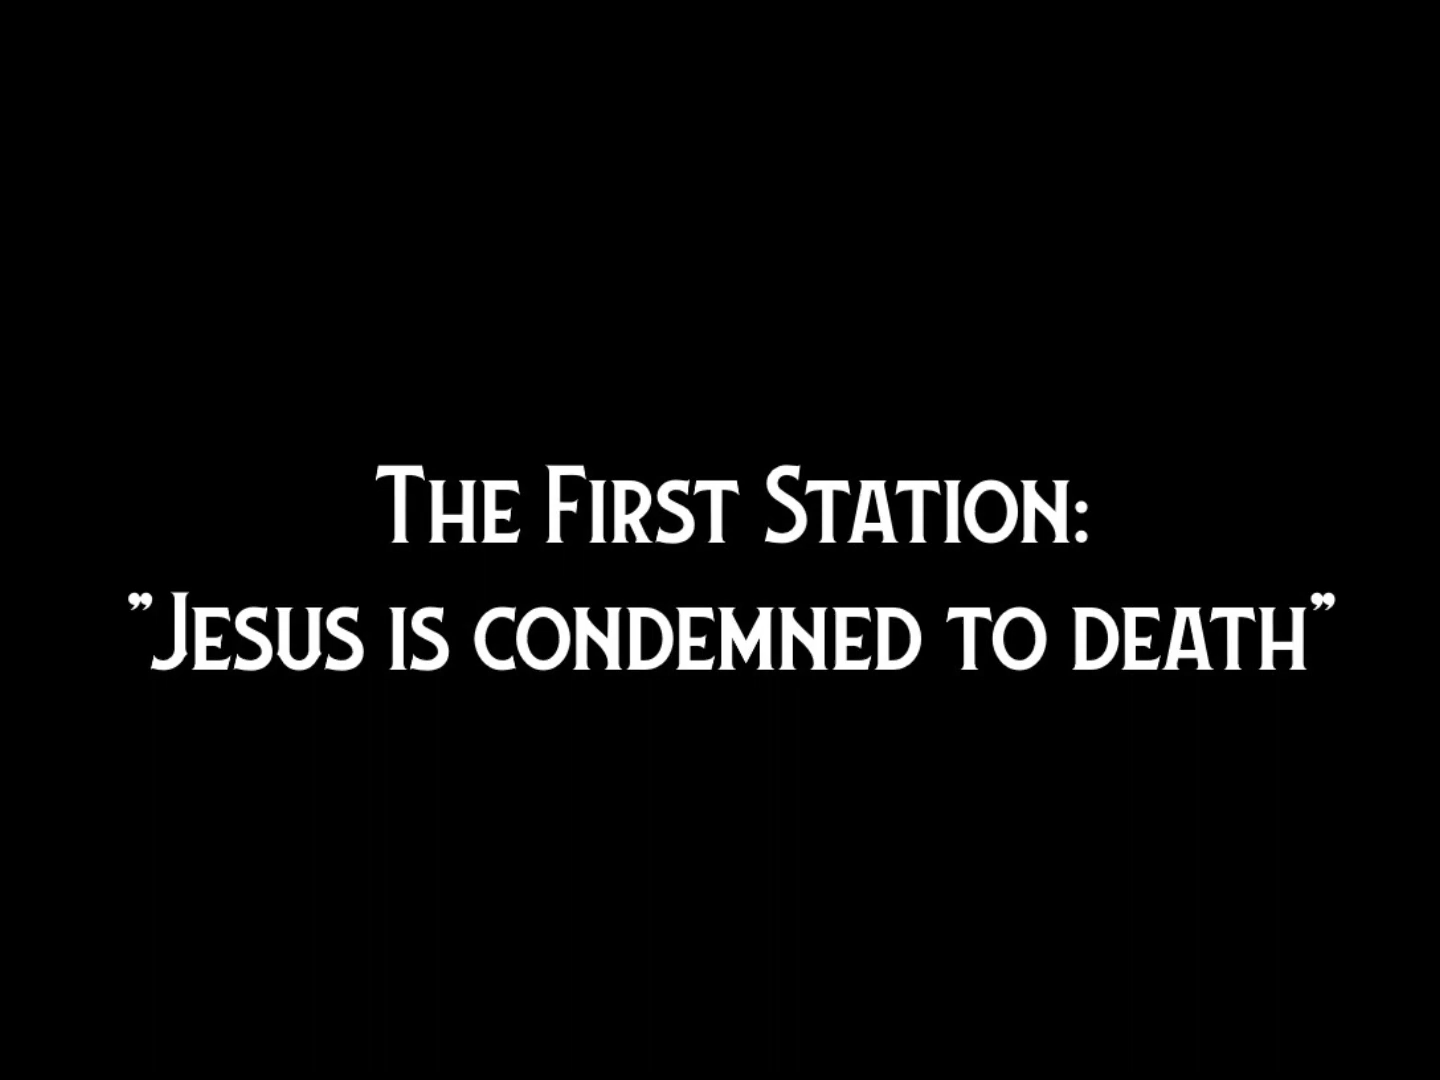 The First Station:
”Jesus is condemned to death”